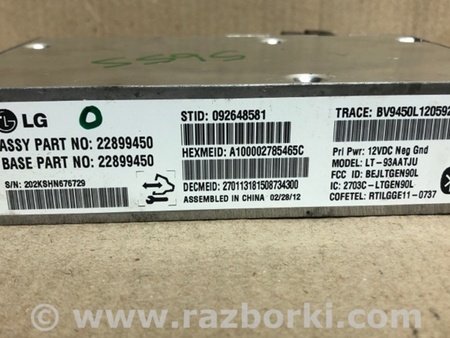 5595
LG
O
ASSY PART NO: 22899450
BASE PART NO: 22899450
S/N: 202KSHN676729
STID: 092648581
HEXMEID: A1000002785465C
DECMEID: 270113181508734300
ASSEMBLED IN CHINA 02/28/12
TRACE: BV9450L120592
Pri Pwr: 12VDC Neg Gnd
MODEL: LT-93AATJU
FCC ID: BEJLTGEN90L
IC: 2703C-LTGEN90L
COFETEL: RTILGGE11-0737
www.razborki.com